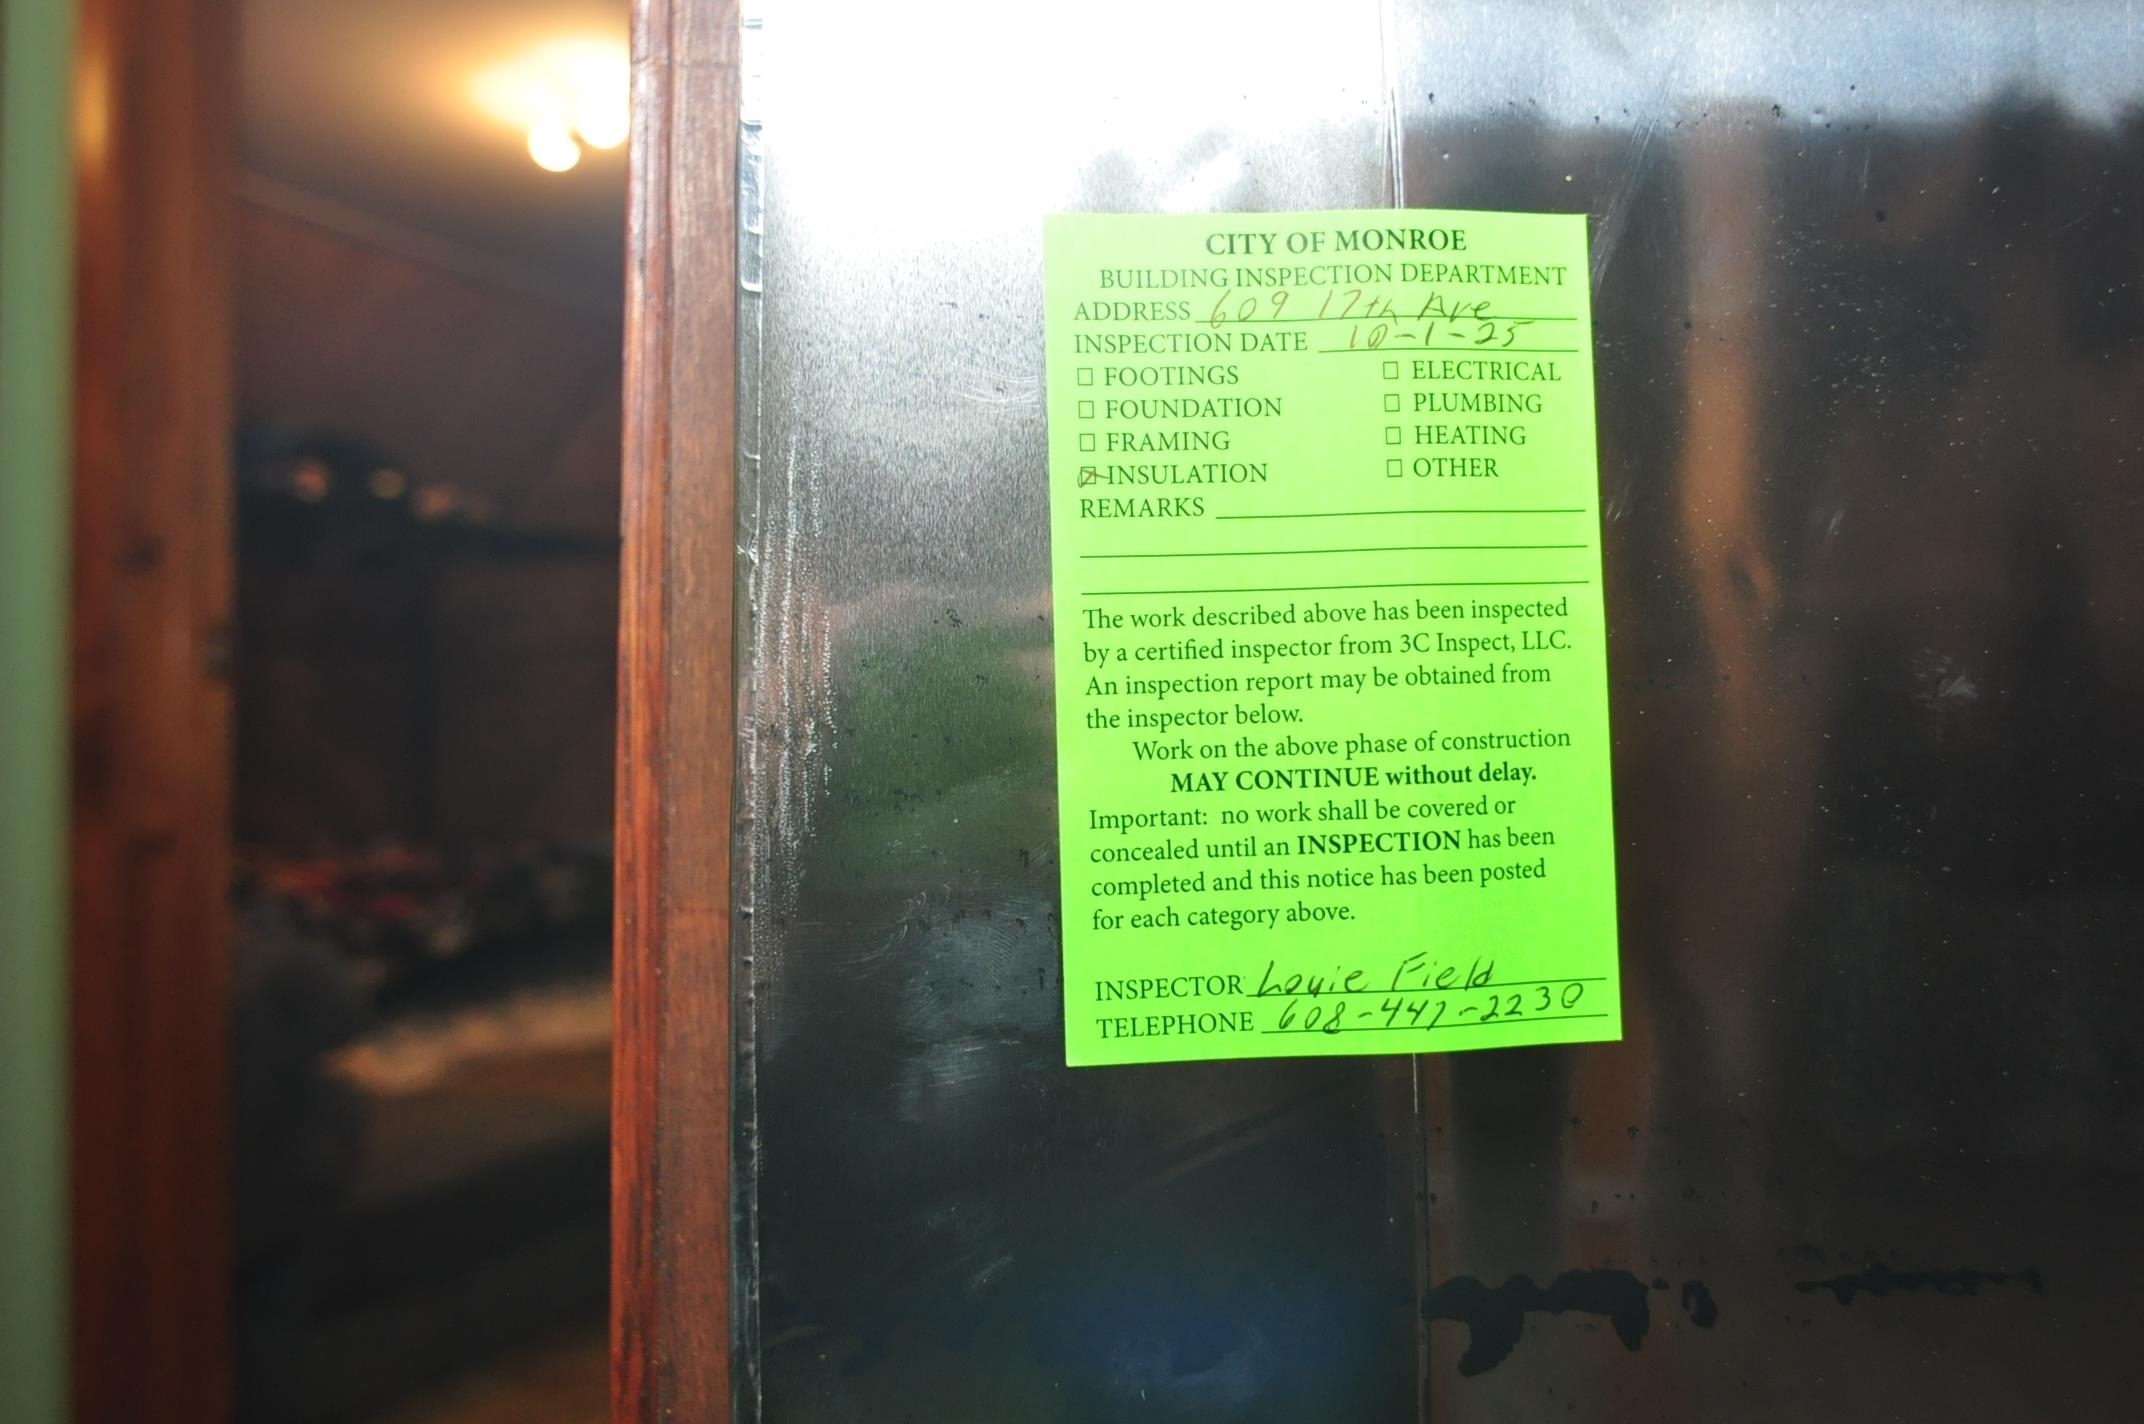 CITY OF MONROE
BUILDING INSPECTION DEPARTMENT
ADDRESS 609 17th Ave
INSPECTION DATE 10-1-25
☐ FOOTINGS ☐ ELECTRICAL
☐ FOUNDATION ☐ PLUMBING
☐ FRAMING ☐ HEATING
☒ INSULATION ☐ OTHER
REMARKS
The work described above has been inspected
by a certified inspector from 3C Inspect, LLC.
An inspection report may be obtained from
the inspector below.
Work on the above phase of construction
MAY CONTINUE without delay.
Important: no work shall be covered or
concealed until an INSPECTION has been
completed and this notice has been posted
for each category above.
INSPECTOR Louie Field
TELEPHONE 608-447-2230